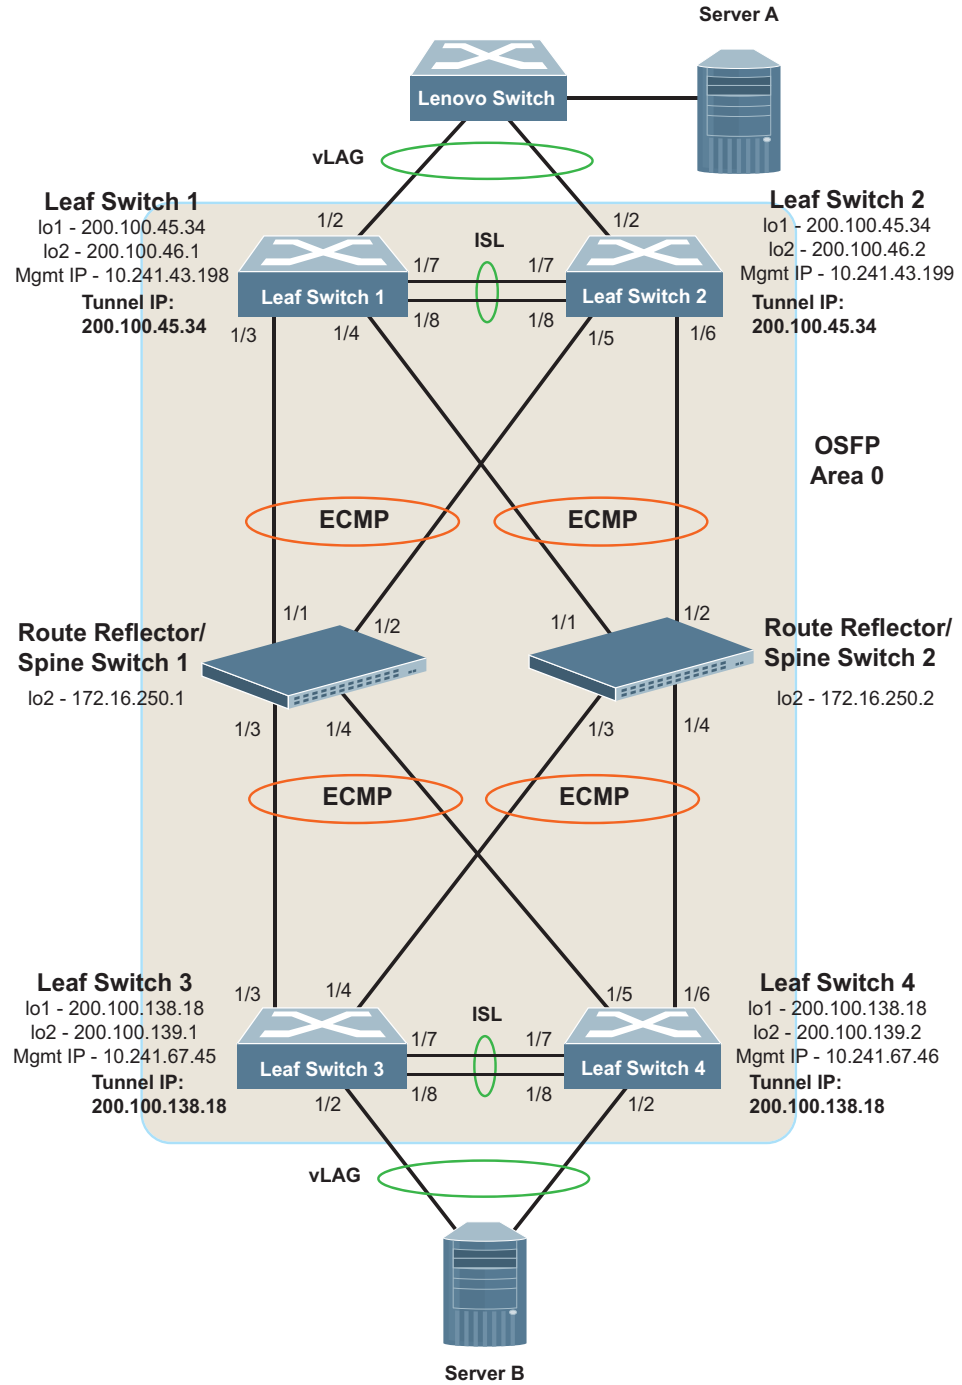 Server A
Lenovo Switch
vLAG
Leaf Switch 1
lo1 - 200.100.45.34
lo2 - 200.100.46.1
Mgmt IP - 10.241.43.198
Tunnel IP:
200.100.45.34
Leaf Switch 2
lo1 - 200.100.45.34
lo2 - 200.100.46.2
Mgmt IP - 10.241.43.199
Tunnel IP:
200.100.45.34
1/2
1/2
ISL
1/7
1/7
Leaf Switch 1
Leaf Switch 2
1/8
1/8
1/3
1/4
1/5
1/6
OSFP
Area 0
ECMP
ECMP
1/1
1/2
1/1
1/2
Route Reflector/
Spine Switch 1
lo2 - 172.16.250.1
Route Reflector/
Spine Switch 2
lo2 - 172.16.250.2
1/3
1/4
1/3
1/4
ECMP
ECMP
Leaf Switch 3
lo1 - 200.100.138.18
lo2 - 200.100.139.1
Mgmt IP - 10.241.67.45
Tunnel IP:
200.100.138.18
Leaf Switch 4
lo1 - 200.100.138.18
lo2 - 200.100.139.2
Mgmt IP - 10.241.67.46
Tunnel IP:
200.100.138.18
1/3
1/4
1/5
1/6
ISL
1/7
1/7
Leaf Switch 3
Leaf Switch 4
1/8
1/8
1/2
1/2
vLAG
Server B